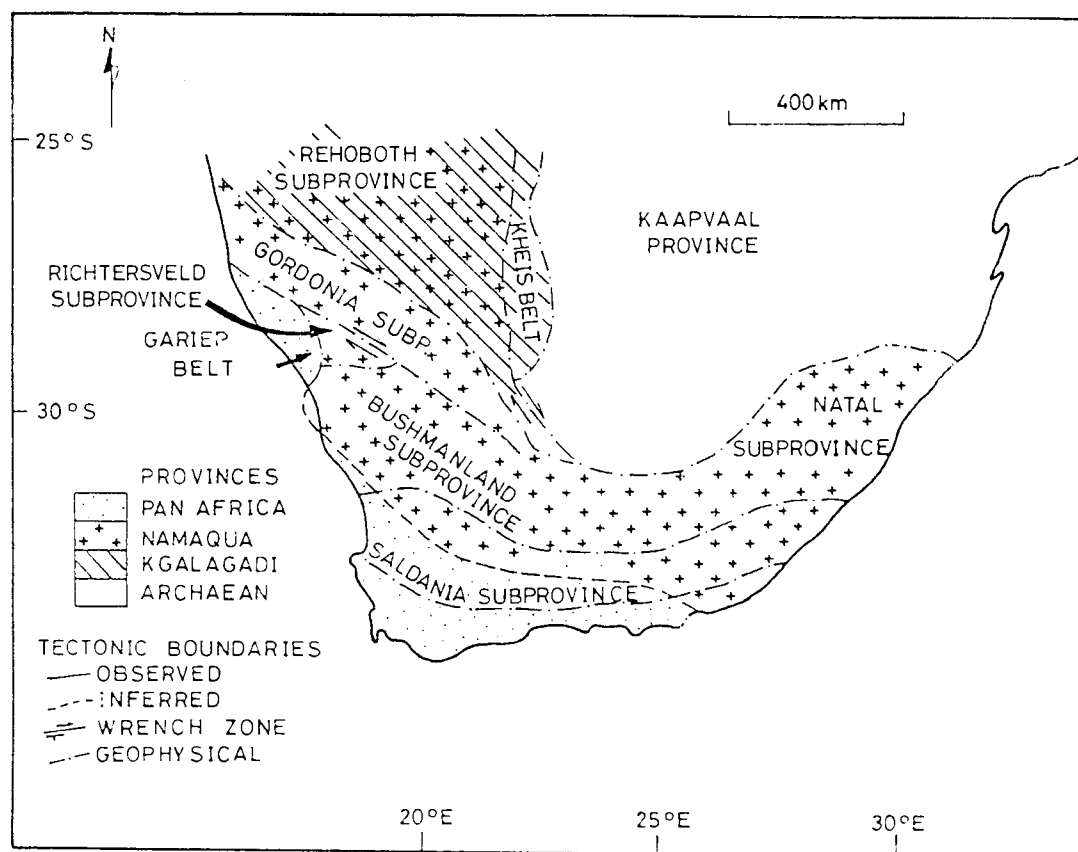 N
400 km
25°S
REHOBOTH
SUBPROVINCE
KAAPVAAL
PROVINCE
KHEIS BELT
GORDONIA SUBP.
RICHTERSVELD
SUBPROVINCE
GARIEP
BELT
30°S
NATAL
SUBPROVINCE
BUSHMANLAND
SUBPROVINCE
SALDANIA SUBPROVINCE
PROVINCES
PAN AFRICA
NAMAQUA
KGALAGADI
ARCHAEAN
TECTONIC BOUNDARIES
OBSERVED
INFERRED
WRENCH ZONE
GEOPHYSICAL
20°E
25°E
30°E